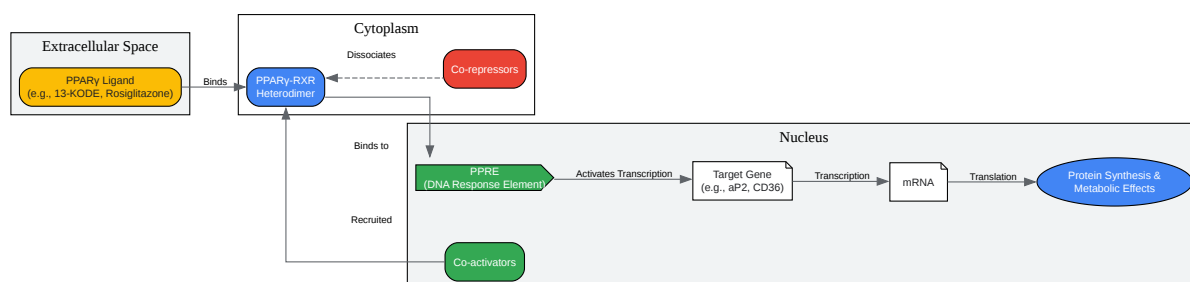 Extracellular Space
PPARγ Ligand
(e.g., 13-KODE, Rosiglitazone)
Binds
Cytoplasm
Dissociates
PPARγ-RXR
Heterodimer
Co-repressors
Nucleus
Binds to
PPRE
(DNA Response Element)
Activates Transcription
Target Gene
(e.g., aP2, CD36)
Transcription
mRNA
Translation
Protein Synthesis &
Metabolic Effects
Recruited
Co-activators